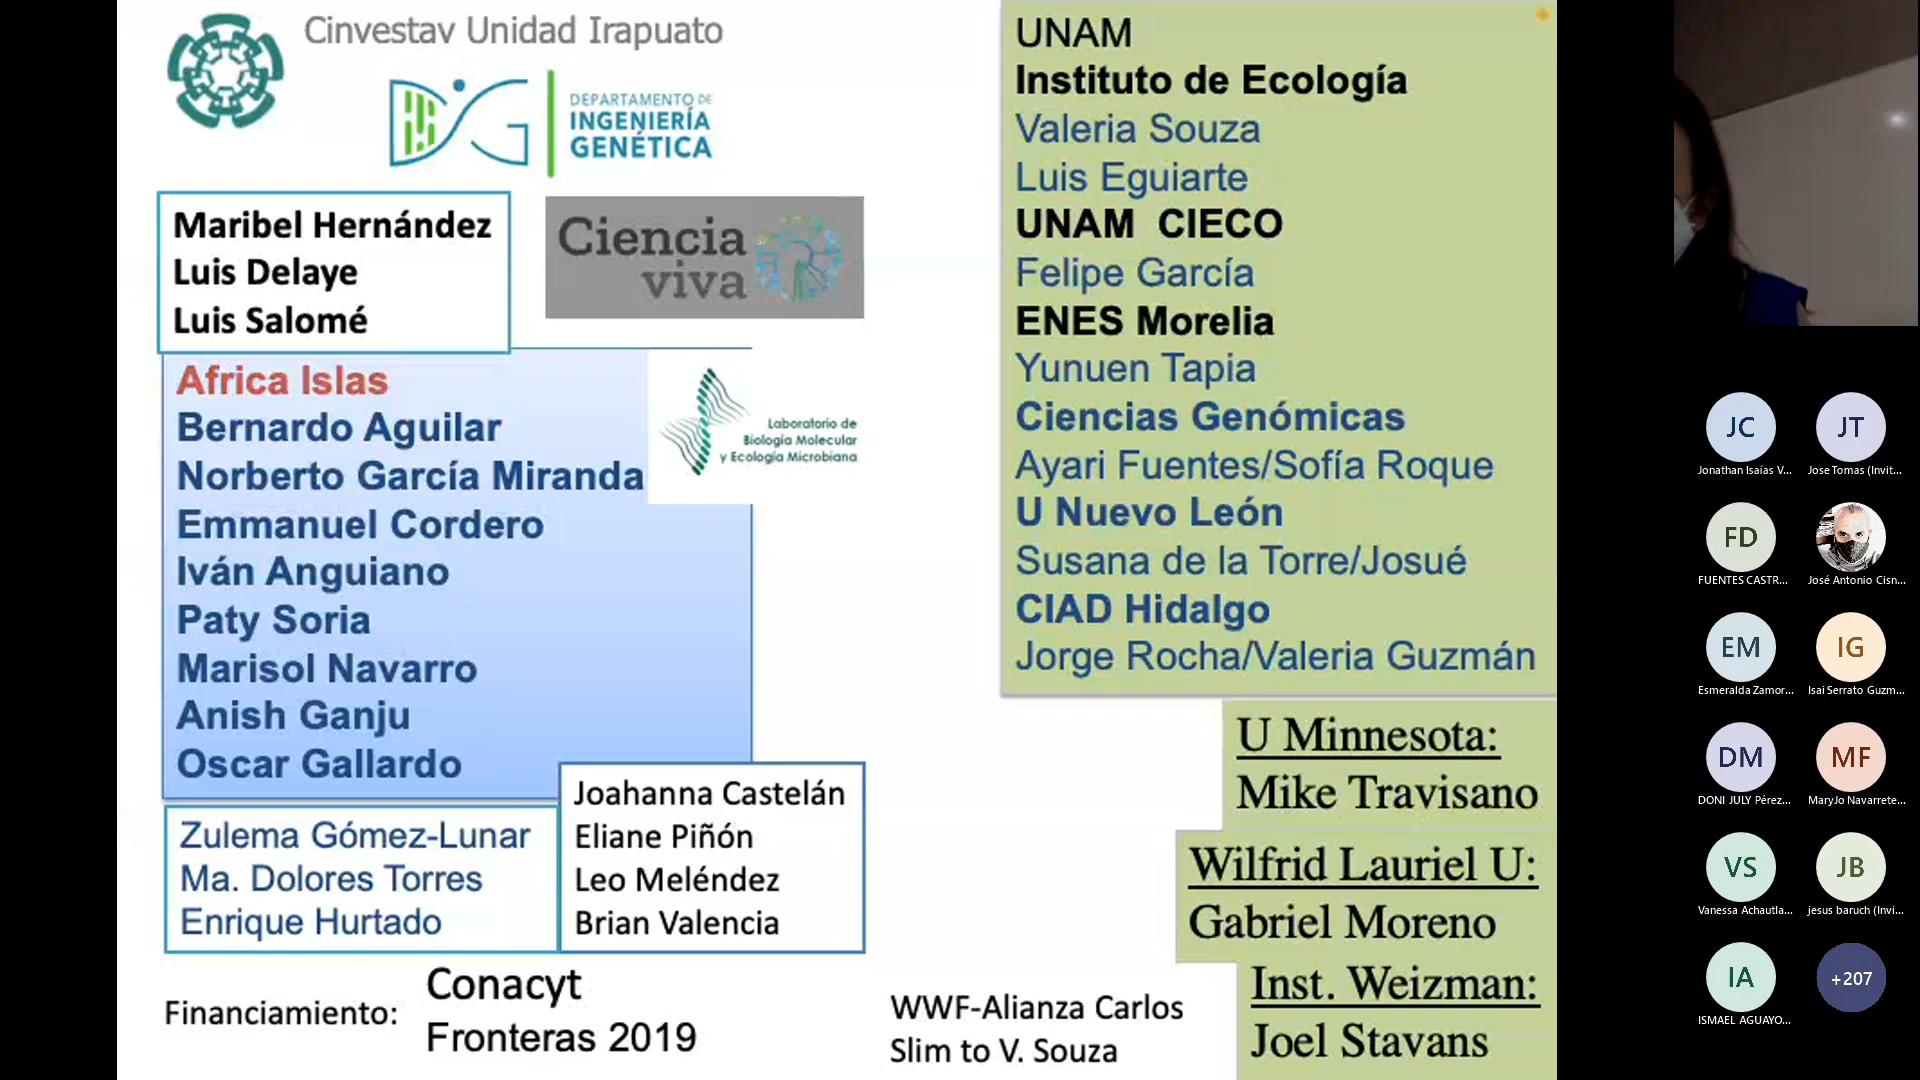 Cinvestav Unidad Irapuato
DEPARTAMENTO DE
INGENIERÍA
GENÉTICA
Maribel Hernández
Luis Delaye
Luis Salomé
Ciencia
viva
Africa Islas
Bernardo Aguilar
Norberto García Miranda
Emmanuel Cordero
Iván Anguiano
Paty Soria
Marisol Navarro
Anish Ganju
Oscar Gallardo
Laboratorio de
Biología Molecular
y Ecología Microbiana
Zulema Gómez-Lunar
Ma. Dolores Torres
Enrique Hurtado
Joahanna Castelán
Eliane Piñón
Leo Meléndez
Brian Valencia
Financiamiento:
Conacyt
Fronteras 2019
WWF-Alianza Carlos
Slim to V. Souza
UNAM
Instituto de Ecología
Valeria Souza
Luis Eguiarte
UNAM CIECO
Felipe García
ENES Morelia
Yunuen Tapia
Ciencias Genómicas
Ayari Fuentes/Sofía Roque
U Nuevo León
Susana de la Torre/Josué
CIAD Hidalgo
Jorge Rocha/Valeria Guzmán
U Minnesota:
Mike Travisano
Wilfrid Lauriel U:
Gabriel Moreno
Inst. Weizman:
Joel Stavans
JC
Jonathan Isaías V...
JT
Jose Tomas (Invit...
FD
FUENTES CASTR...
José Antonio Cisn...
EM
Esmeralda Zamor...
IG
Isai Serrato Guzm...
DM
DONI JULY Pérez...
MF
MaryJo Navarrete...
VS
Vanessa Achautla...
JB
jesus baruch (Invi...
IA
ISMAEL AGUAYO...
+207